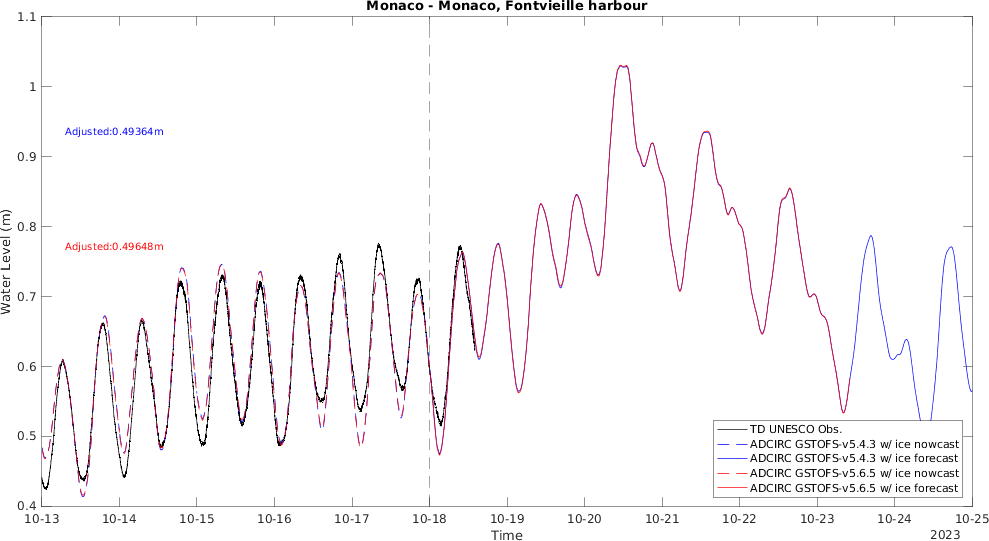 Monaco - Monaco, Fontvieille harbour
1.1
1
0.9
0.8
0.7
0.6
0.5
0.4
Water Level (m)
Adjusted:0.49364m
Adjusted:0.49648m
TD UNESCO Obs.
ADCIRC GSTOFS-v5.4.3 w/ ice nowcast
ADCIRC GSTOFS-v5.4.3 w/ ice forecast
ADCIRC GSTOFS-v5.6.5 w/ ice nowcast
ADCIRC GSTOFS-v5.6.5 w/ ice forecast
10-13 10-14 10-15 10-16 10-17 10-18 10-19 10-20 10-21 10-22 10-23 10-24 10-25
Time
2023